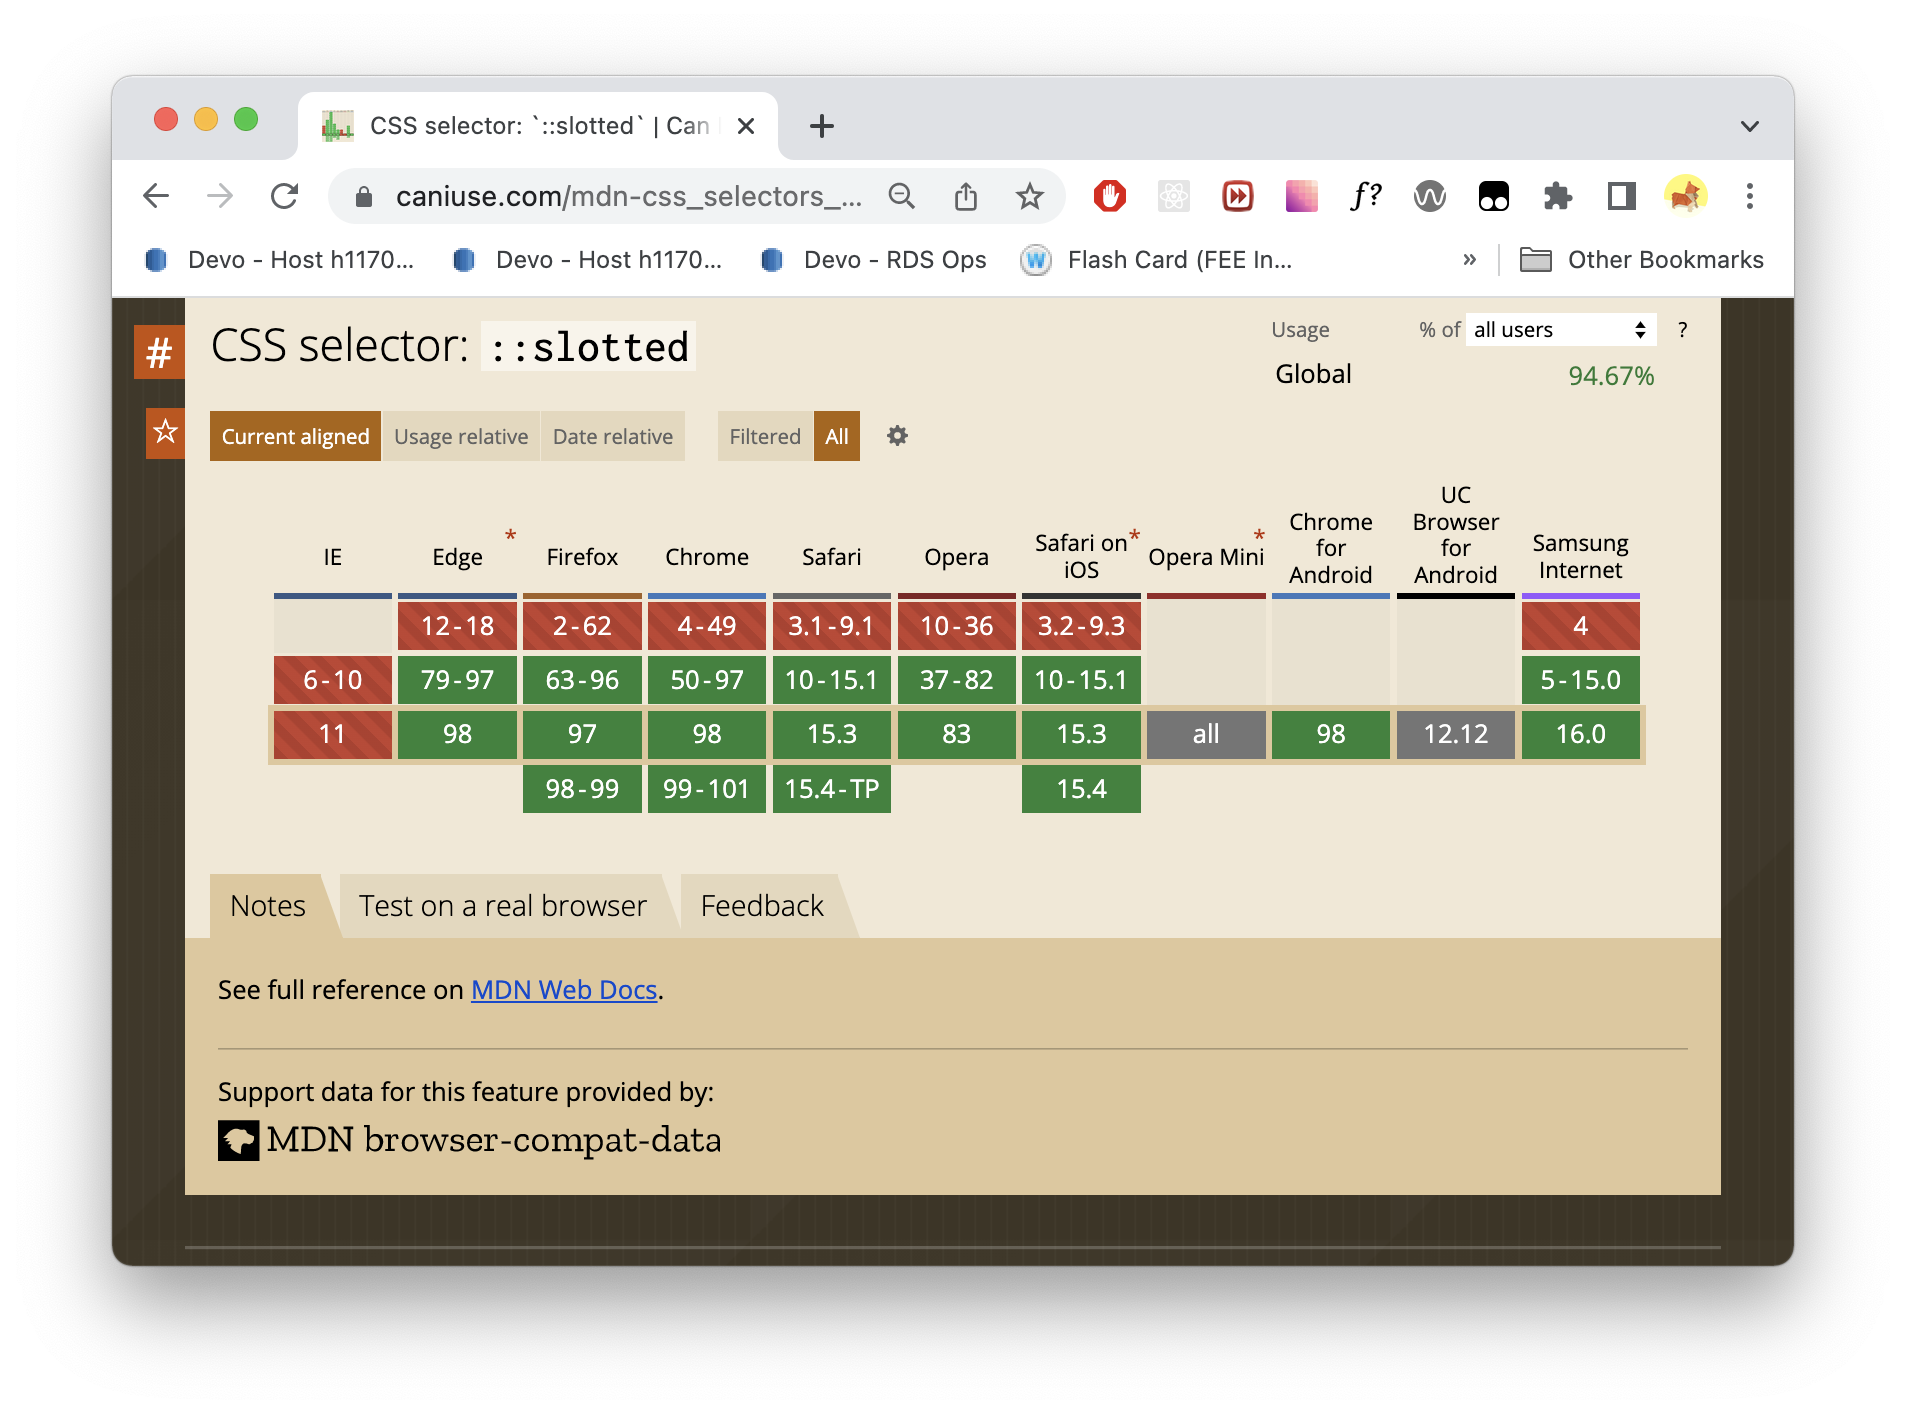 CSS selector: `::slotted` | Can
caniuse.com/mdn-css_selectors_...
f?
Devo - Host h1170...
Devo - Host h1170...
Devo - RDS Ops
W
Flash Card (FEE In...
»
Other Bookmarks
#
CSS selector: ::slotted
Usage
% of all users ?
Global 94.67%
Current aligned
Usage relative
Date relative
Filtered
All
IE
Edge *
Firefox
Chrome
Safari
Opera
Safari on *
iOS
Opera Mini *
Chrome
for
Android
UC
Browser
for
Android
Samsung
Internet
12-18 2-62 4-49 3.1-9.1 10-36 3.2-9.3 4
6-10 79-97 63-96 50-97 10-15.1 37-82 10-15.1 5-15.0
11 98 97 98 15.3 83 15.3 all 98 12.12 16.0
98-99 99-101 15.4-TP 15.4
Notes
Test on a real browser
Feedback
See full reference on MDN Web Docs.
Support data for this feature provided by:
MDN browser-compat-data